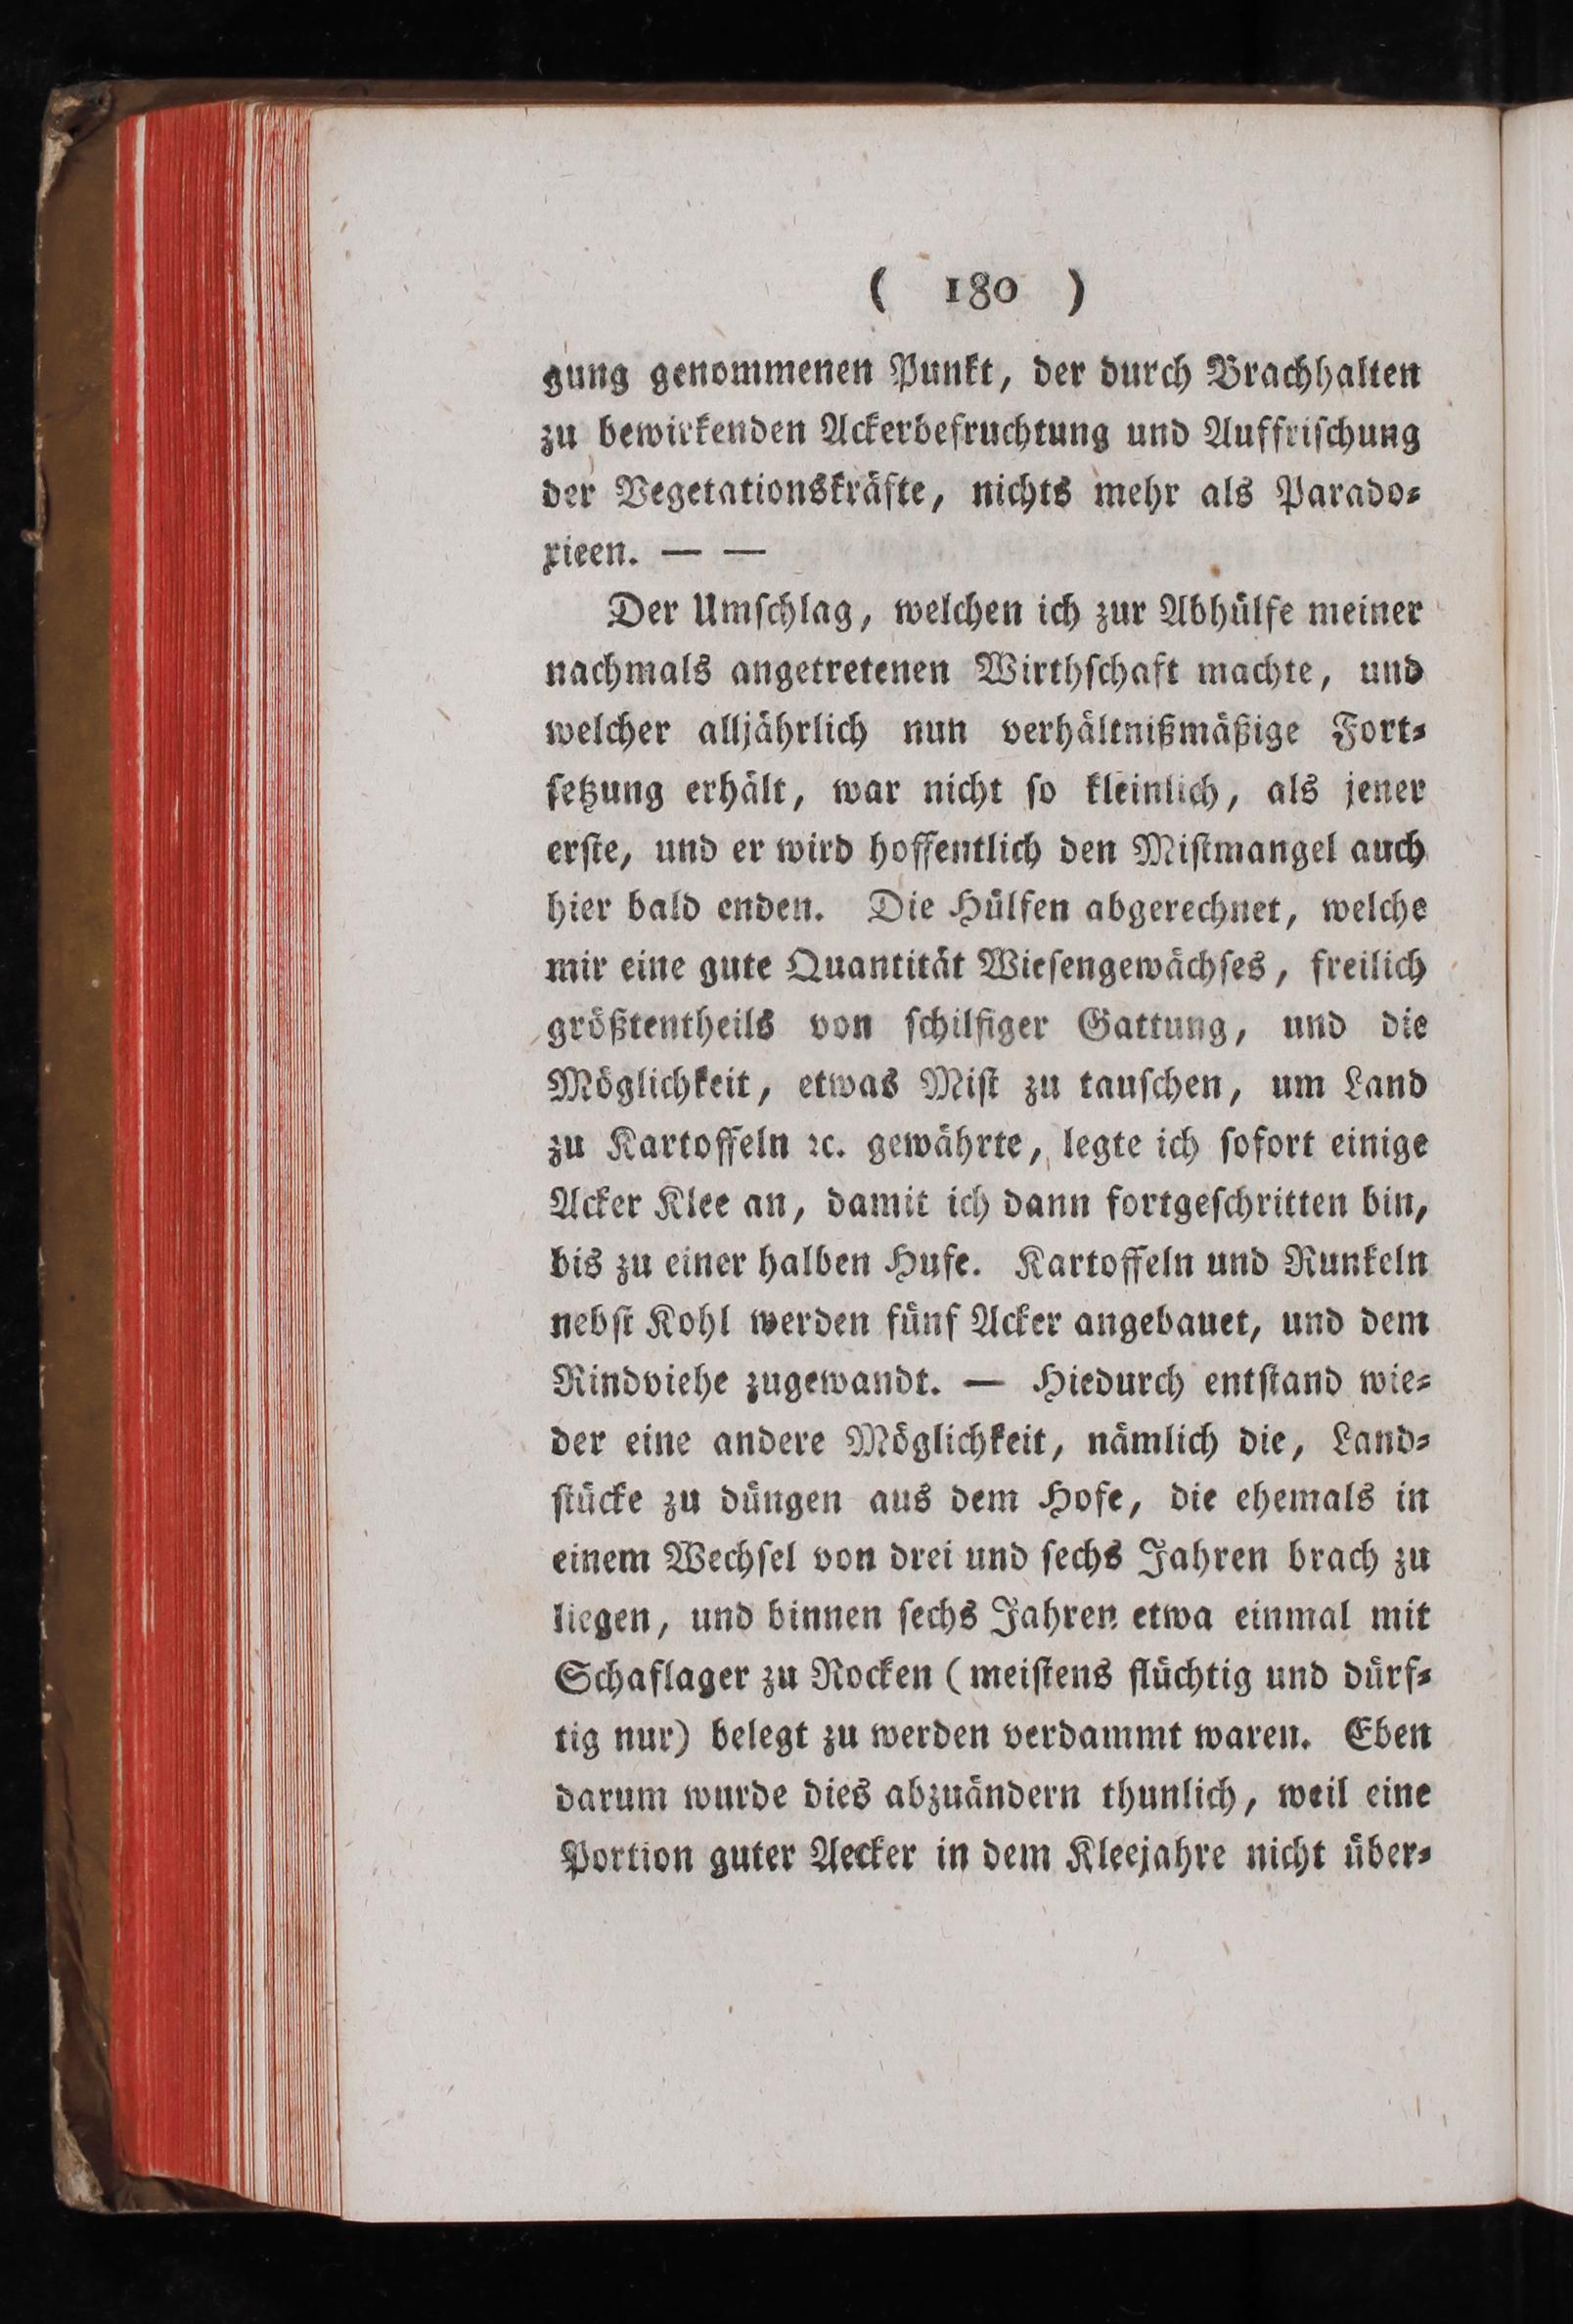 ( 180 )
gung genommenen Punkt, der durch Brachhalten
zu bewirkenden Ackerbefruchtung und Auffriſchung
der Vegetationskräfte, nichts mehr als Parado⸗
xieen. — —
Der Umſchlag, welchen ich zur Abhülfe meiner
nachmals angetretenen Wirthſchaft machte, und
welcher alljährlich nun verhältnißmäßige Fort⸗
ſetzung erhält, war nicht ſo kleinlich, als jener
erſte, und er wird hoffentlich den Miſtmangel auch
hier bald enden. Die Hülfen abgerechnet, welche
mir eine gute Quantität Wieſengewächſes, freilich
größtentheils von ſchilfiger Gattung, und die
Möglichkeit, etwas Miſt zu tauſchen, um Land
zu Kartoffeln ꝛc. gewährte, legte ich ſofort einige
Acker Klee an, damit ich dann fortgeſchritten bin,
bis zu einer halben Hufe. Kartoffeln und Runkeln
nebſt Kohl werden fünf Acker angebauet, und dem
Rindviehe zugewandt. — Hiedurch entſtand wie⸗
der eine andere Möglichkeit, nämlich die, Land⸗
ſtücke zu düngen aus dem Hofe, die ehemals in
einem Wechſel von drei und ſechs Jahren brach zu
liegen, und binnen ſechs Jahren etwa einmal mit
Schaflager zu Rocken (meiſtens flüchtig und dürf⸗
tig nur) belegt zu werden verdammt waren. Eben
darum wurde dies abzuändern thunlich, weil eine
Portion guter Aecker in dem Kleejahre nicht über⸗